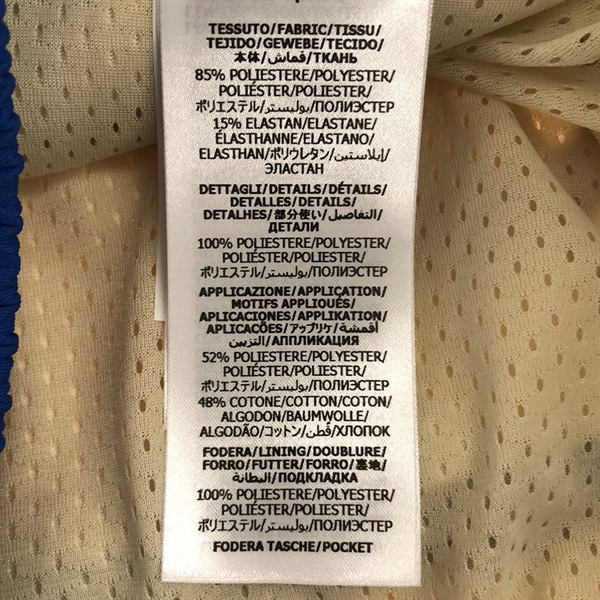 TESSUTO/FABRIC/TISSU/
TEJIDO/GEWEBE/TECIDO/
本体/قماش/ТКАНЬ
85% POLIESTERE/POLYESTER/
POLIÉSTER/POLIESTER/
ポリエステル/بوليستر/ПОЛИЭСТЕР
15% ELASTAN/ELASTANE/
ÉLASTHANNE/ELASTANO/
ELASTHAN/ポリウレタン/إيلاستين/
ЭЛАСТАН
DETTAGLI/DETAILS/DÉTAILS/
DETALLES/DETAILS/
DETALHES/部分使い/التفاصيل/
ДЕТАЛИ
100% POLIESTERE/POLYESTER/
POLIÉSTER/POLIESTER/
ポリエステル/بوليستر/ПОЛИЭСТЕР
APPLICAZIONE/APPLICATION/
MOTIFS APPLIQUÉS/
APLICACIONES/APPLIKATION/
APLICAÇÕES/アップリケ/أقمشة
التزيين/АППЛИКАЦИЯ
52% POLIESTERE/POLYESTER/
POLIÉSTER/POLIESTER/
ポリエステル/بوليستر/ПОЛИЭСТЕР
48% COTONE/COTTON/COTON/
ALGODON/BAUMWOLLE/
ALGODÃO/コットン/قطن/ХЛОПОК
FODERA/LINING/DOUBLURE/
FORRO/FUTTER/FORRO/裏地/
البطانة/ПОДКЛАДКА
100% POLIESTERE/POLYESTER/
POLIÉSTER/POLIESTER/
ポリエステル/بوليستر/ПОЛИЭСТЕР
FODERA TASCHE/POCKET